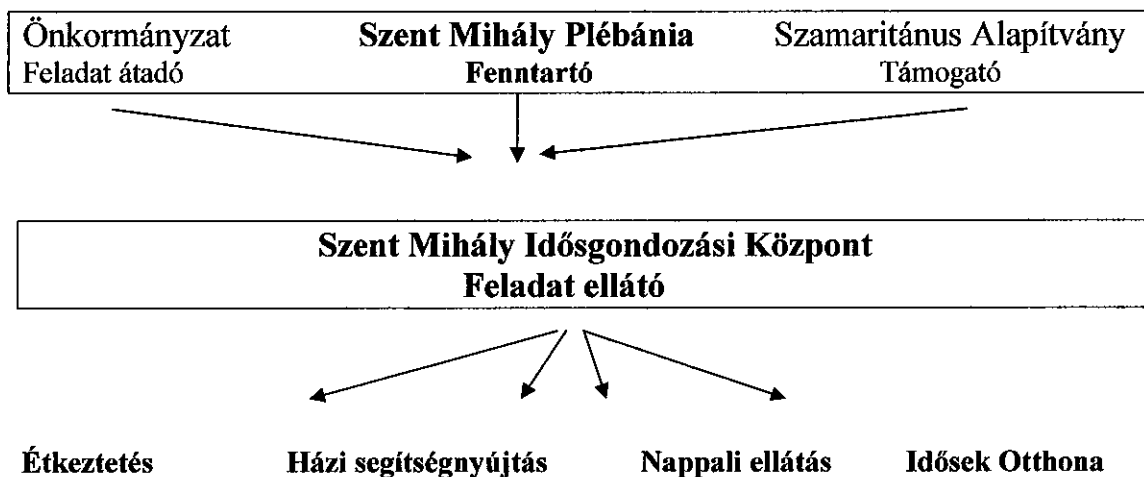 Önkormányzat Szent Mihály Plébánia Szamaritánus Alapítvány
Feladat átadó Fenntartó Támogató
Szent Mihály Idősgondozási Központ
Feladat ellátó
Étkeztetés Házi segítségnyújtás Nappali ellátás Idősek Otthona